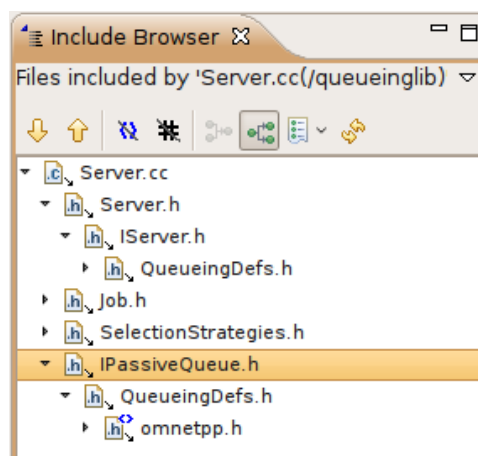 Include Browser
Files included by 'Server.cc(/queueinglib)
.c Server.cc
.h Server.h
.h IServer.h
.h QueueingDefs.h
.h Job.h
.h SelectionStrategies.h
.h IPassiveQueue.h
.h QueueingDefs.h
.h omnetpp.h